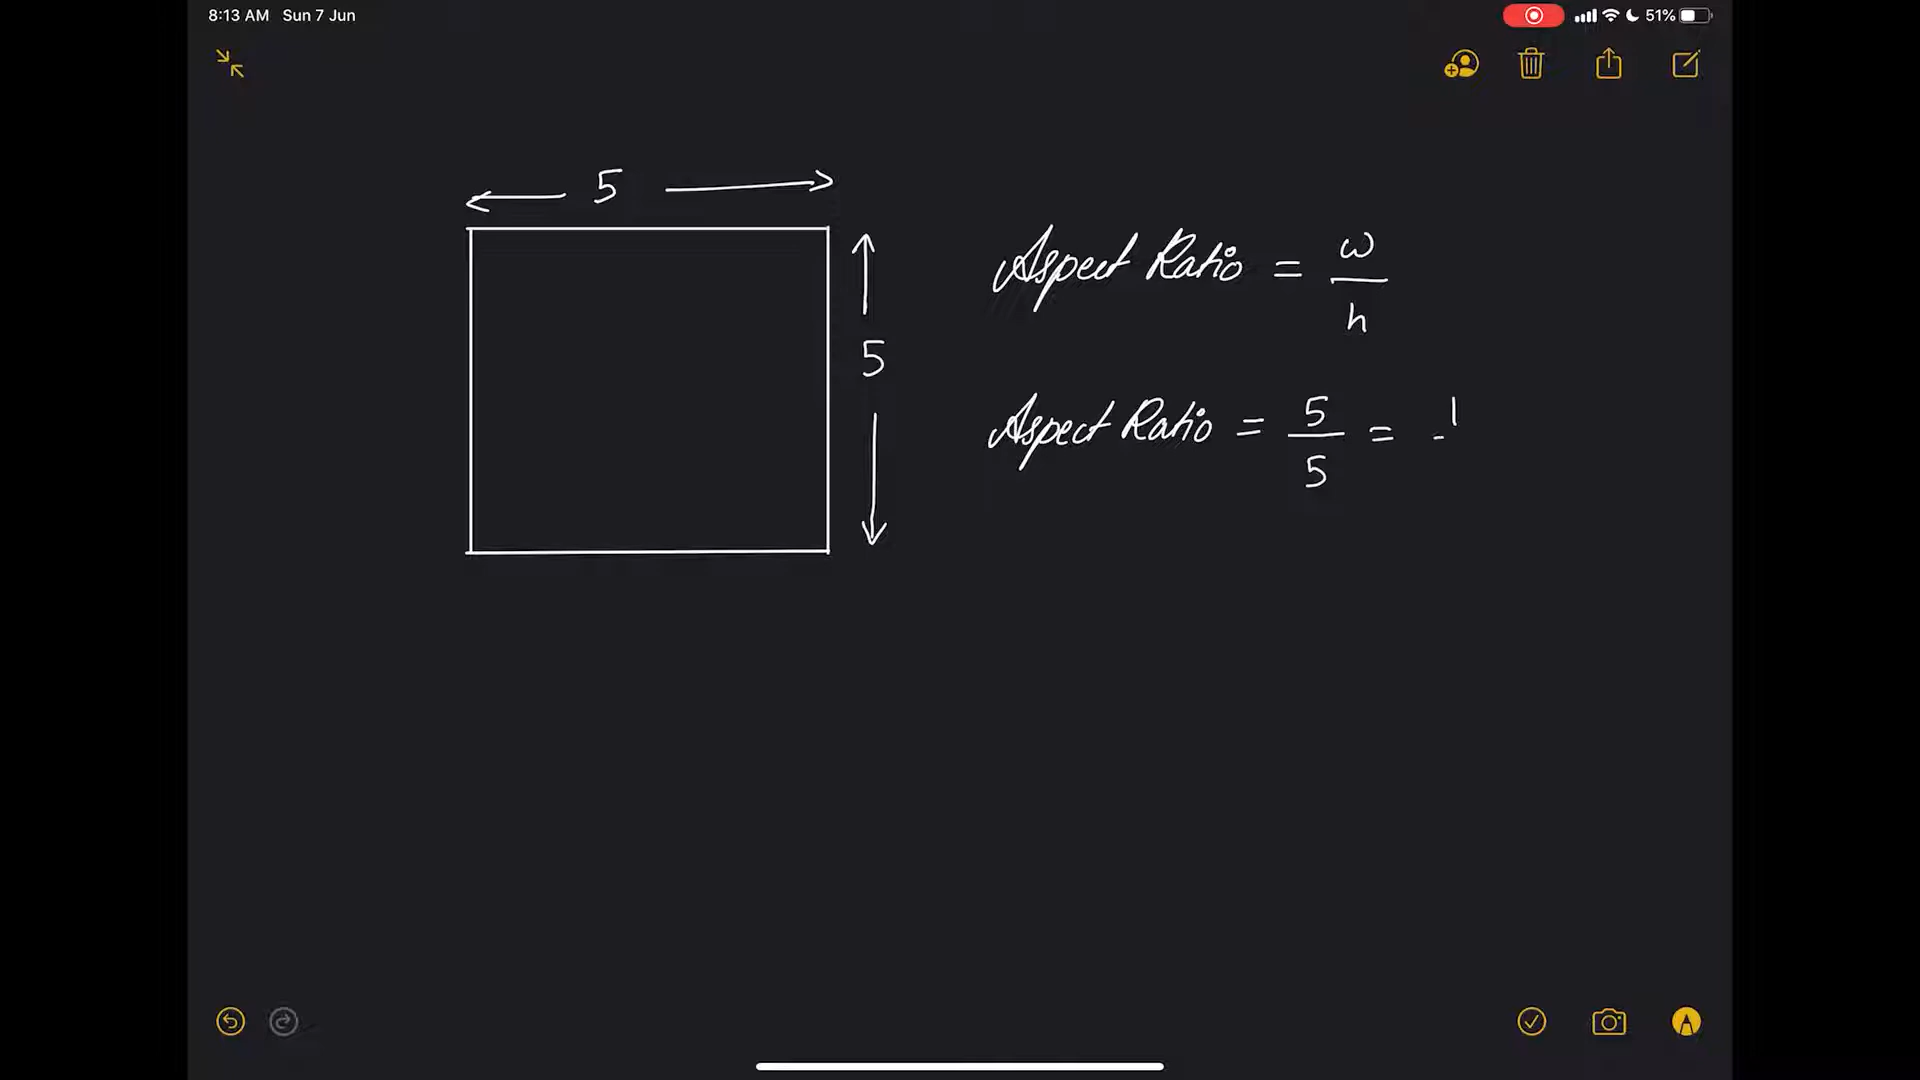 8:13 AM Sun 7 Jun
51%
5
5
Aspect Ratio = w
h
Aspect Ratio = 5 = 1
5